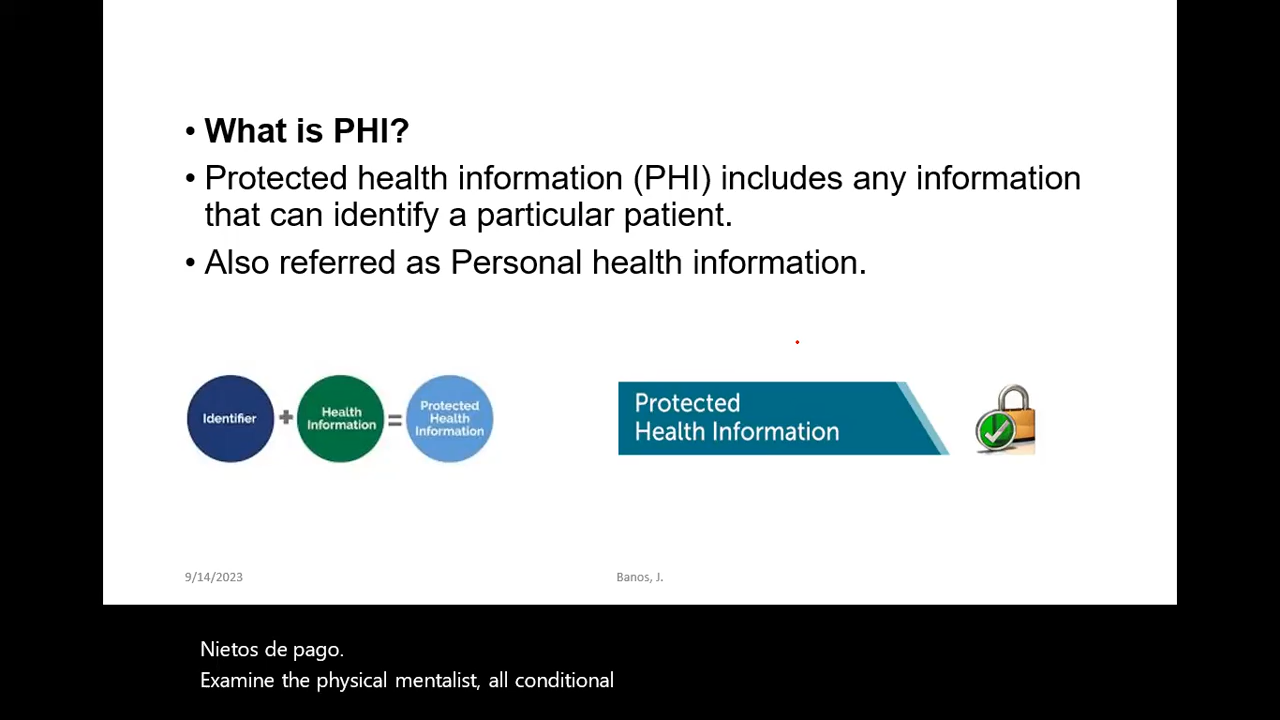 • What is PHI?
• Protected health information (PHI) includes any information
that can identify a particular patient.
• Also referred as Personal health information.
Identifier
+
Health
Information
=
Protected
Health
Information
Protected
Health Information
9/14/2023
Banos, J.
Nietos de pago.
Examine the physical mentalist, all conditional